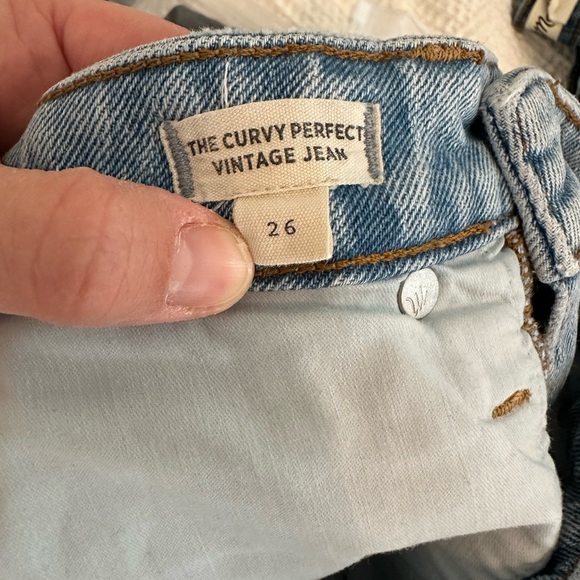 THE CURVY PERFECT
VINTAGE JEAN
26